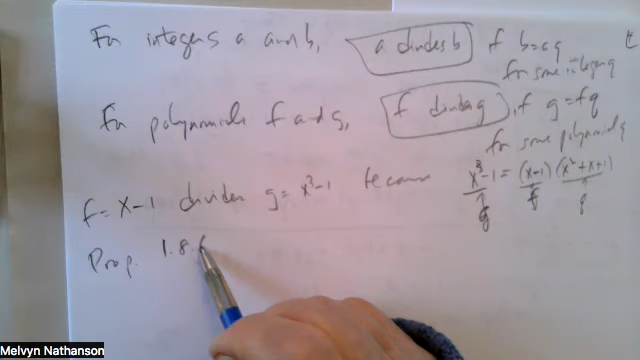 For integers a and b, a divides b if b=aq
for some integer q
For polynomials f and g, f divides g, if g=fq
for some polynomial q
f=x-1 divides g=x³-1 because x³-1=(x-1)(x²+x+1)
g f q
Prop. 1.8.6
Melvyn Nathanson